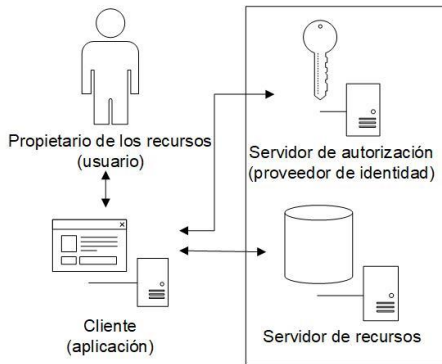 Propietario de los recursos
(usuario)
Servidor de autorización
(proveedor de identidad)
Cliente
(aplicación)
Servidor de recursos